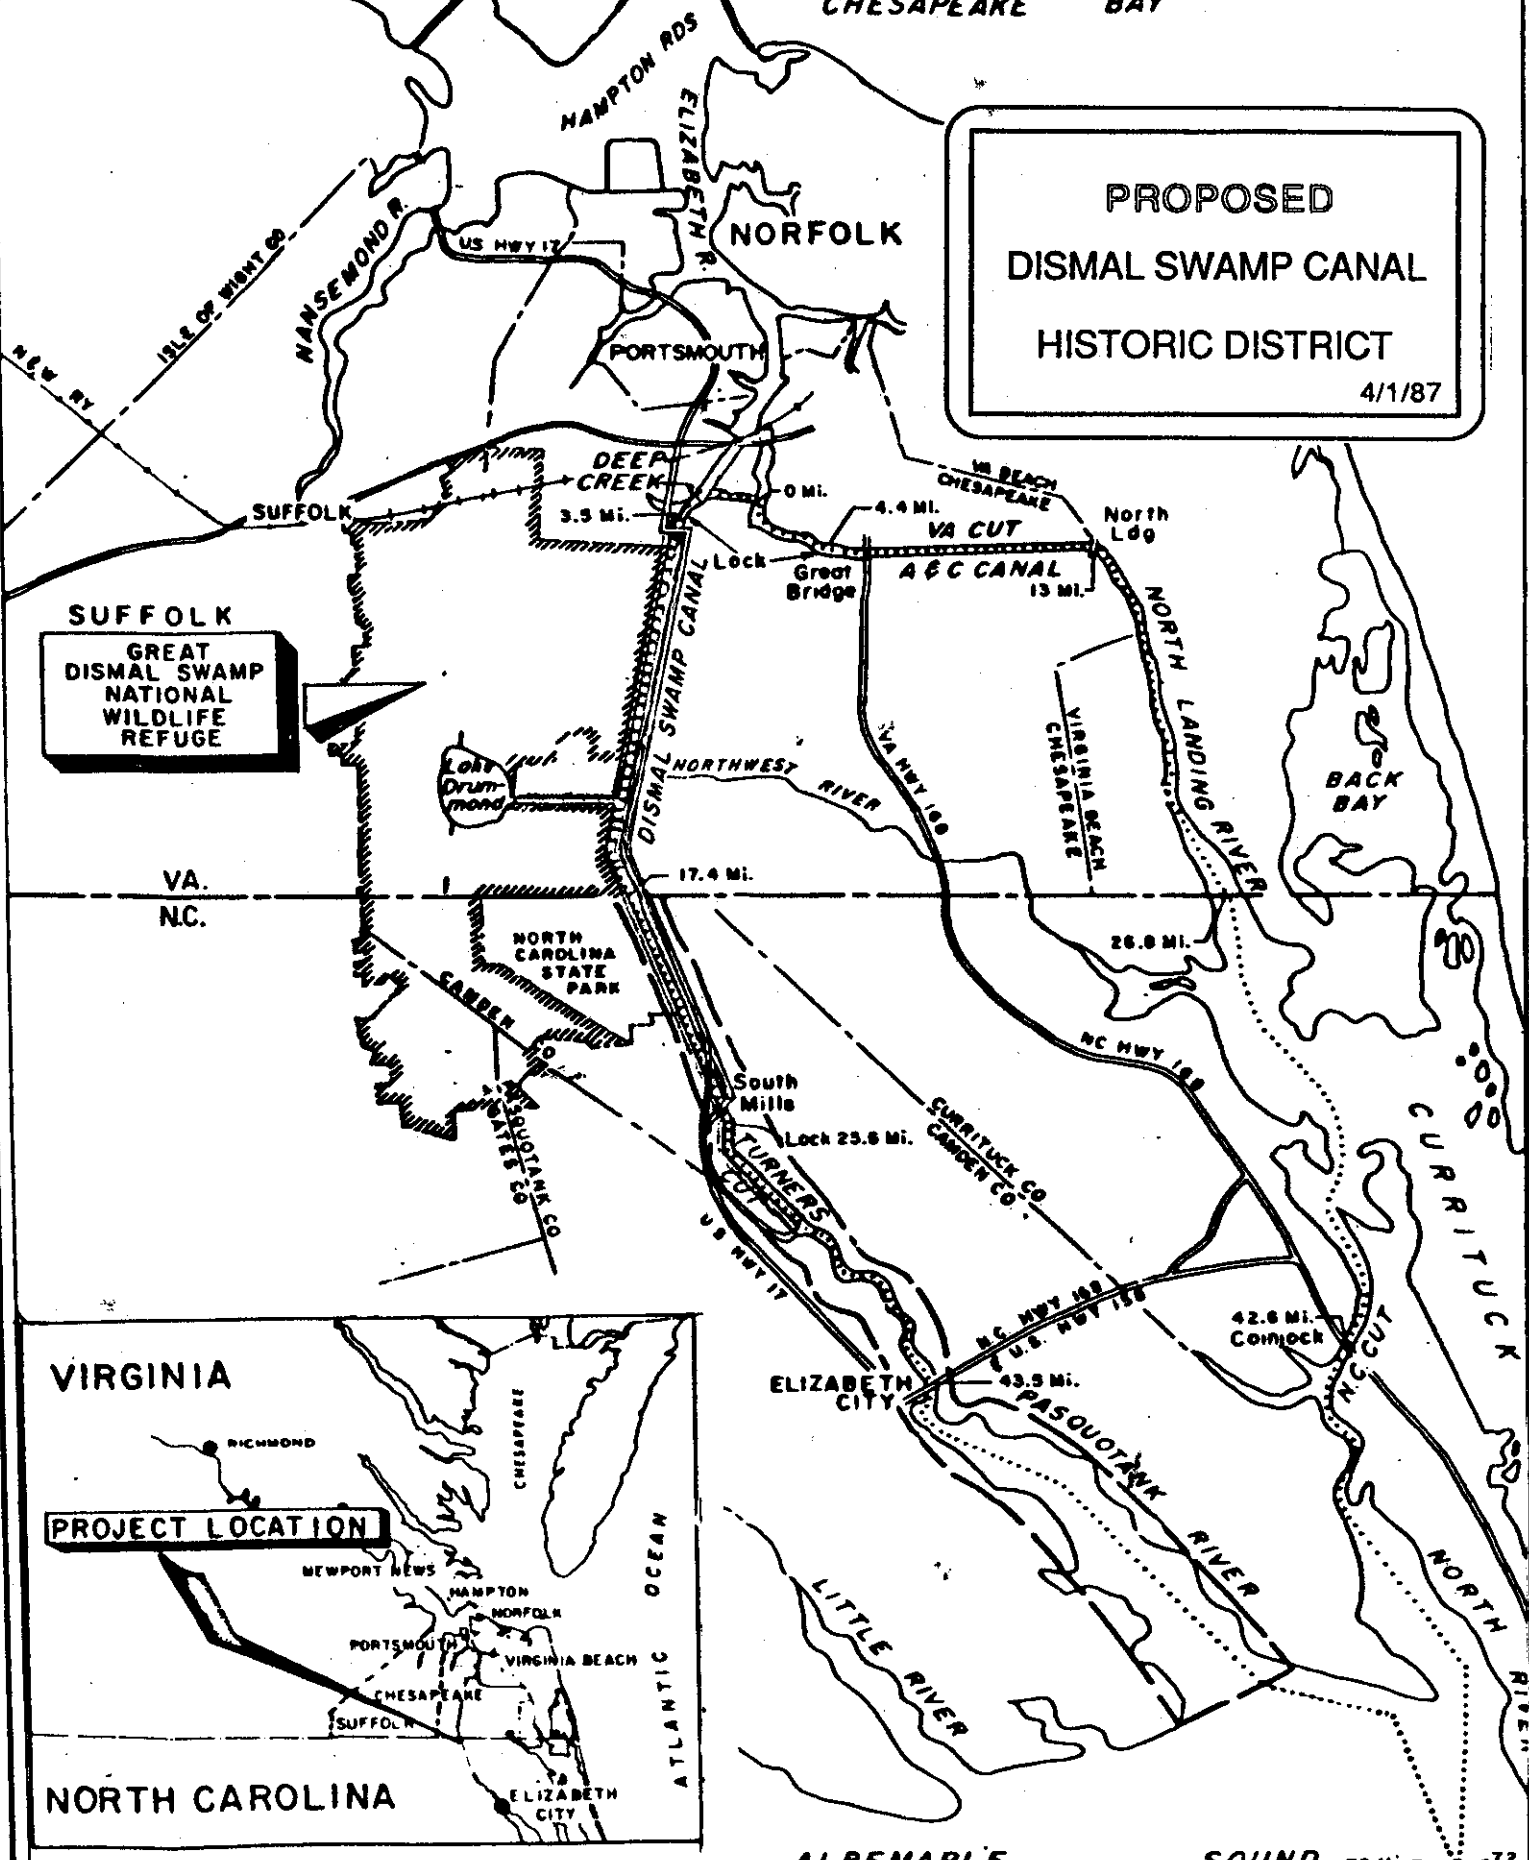 CHESAPEAKE BAY
HAMPTON RDS
ELIZABETH R.
PROPOSED
DISMAL SWAMP CANAL
HISTORIC DISTRICT
4/1/87
NORFOLK
NANSEMOND R.
US HWY 17
ISLE OF WIGHT CO
N & W RY
PORTSMOUTH
DEEP
CREEK
0 Mi.
VA BEACH
CHESAPEAKE
SUFFOLK
3.5 Mi.
4.4 Mi.
North
Ldg
VA CUT
Lock
Great
Bridge
A & C CANAL
13 Mi.
SUFFOLK
GREAT
DISMAL SWAMP
NATIONAL
WILDLIFE
REFUGE
DISMAL SWAMP CANAL
NORTH LANDING RIVER
VIRGINIA BEACH
CHESAPEAKE
VA HWY 168
NORTHWEST RIVER
Lake
Drum-
mond
BACK
BAY
17.4 Mi.
VA.
N.C.
NORTH
CAROLINA
STATE
PARK
26.8 Mi.
CAMDEN CO
NC HWY 168
South
Mills
Lock 25.6 Mi.
PASQUOTANK CO
GATES CO
TURNERS
CUT
CURRITUCK CO
CAMDEN CO.
CURRITUCK
US HWY 17
N.C. HWY 168
U.S. HWY 158
42.6 Mi.
Coinjock
N.C. CUT
ELIZABETH
CITY
43.5 Mi.
PASQUOTANK RIVER
LITTLE RIVER
NORTH RIVER
VIRGINIA
RICHMOND
CHESAPEAKE
PROJECT LOCATION
NEWPORT NEWS
HAMPTON
NORFOLK
PORTSMOUTH
VIRGINIA BEACH
CHESAPEAKE
SUFFOLK
ATLANTIC OCEAN
NORTH CAROLINA
ELIZABETH
CITY
ALBEMARLE SOUND